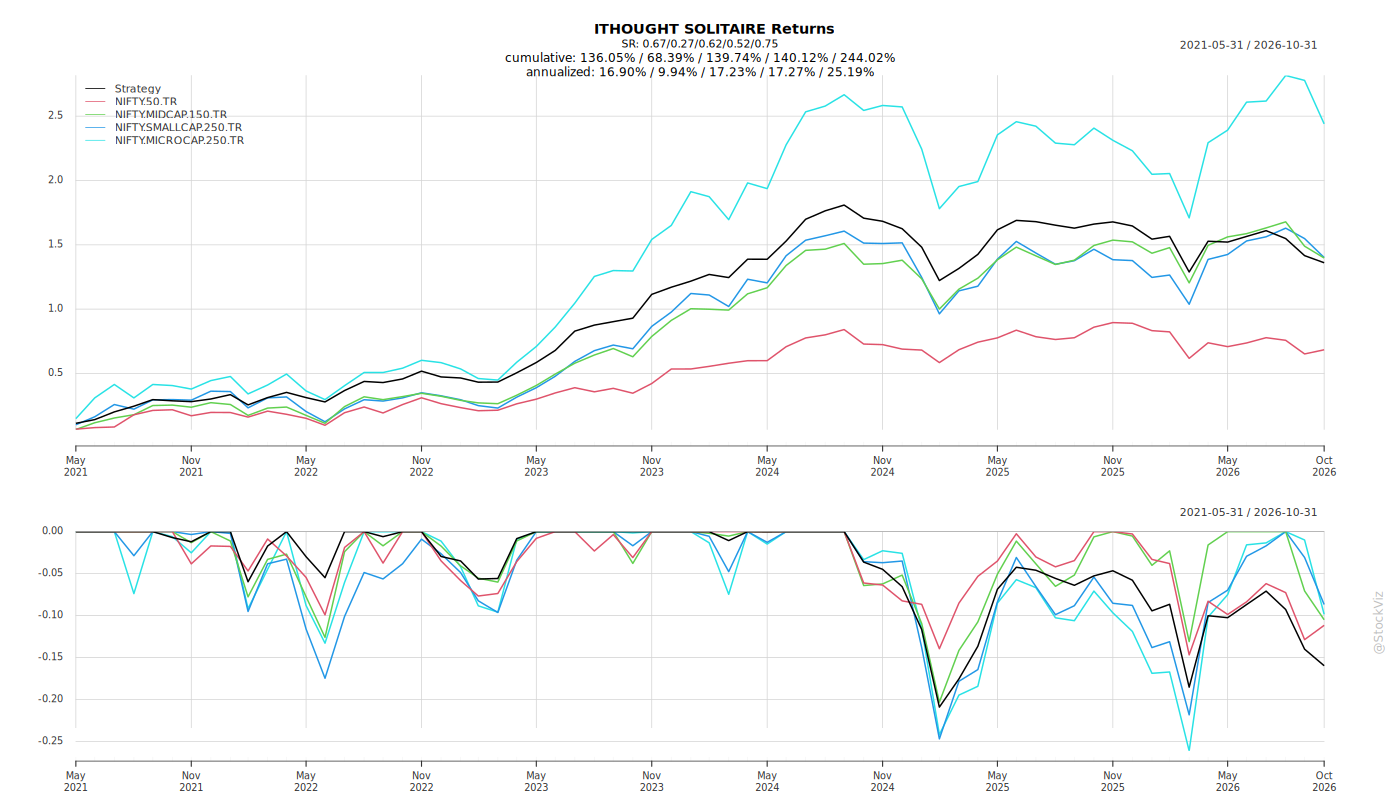 ITHOUGHT SOLITAIRE Returns
SR: 0.67/0.27/0.62/0.52/0.75
cumulative: 136.05% / 68.39% / 139.74% / 140.12% / 244.02%
annualized: 16.90% / 9.94% / 17.23% / 17.27% / 25.19%
2021-05-31 / 2026-10-31
Strategy
NIFTY.50.TR
NIFTY.MIDCAP.150.TR
NIFTY.SMALLCAP.250.TR
NIFTY.MICROCAP.250.TR
2.5
2.0
1.5
1.0
0.5
May Nov May Nov May Nov May Nov May Nov May Oct
2021 2021 2022 2022 2023 2023 2024 2024 2025 2025 2026 2026
2021-05-31 / 2026-10-31
0.00
-0.05
-0.10
-0.15
-0.20
-0.25
May Nov May Nov May Nov May Nov May Nov May Oct
2021 2021 2022 2022 2023 2023 2024 2024 2025 2025 2026 2026
@StockViz